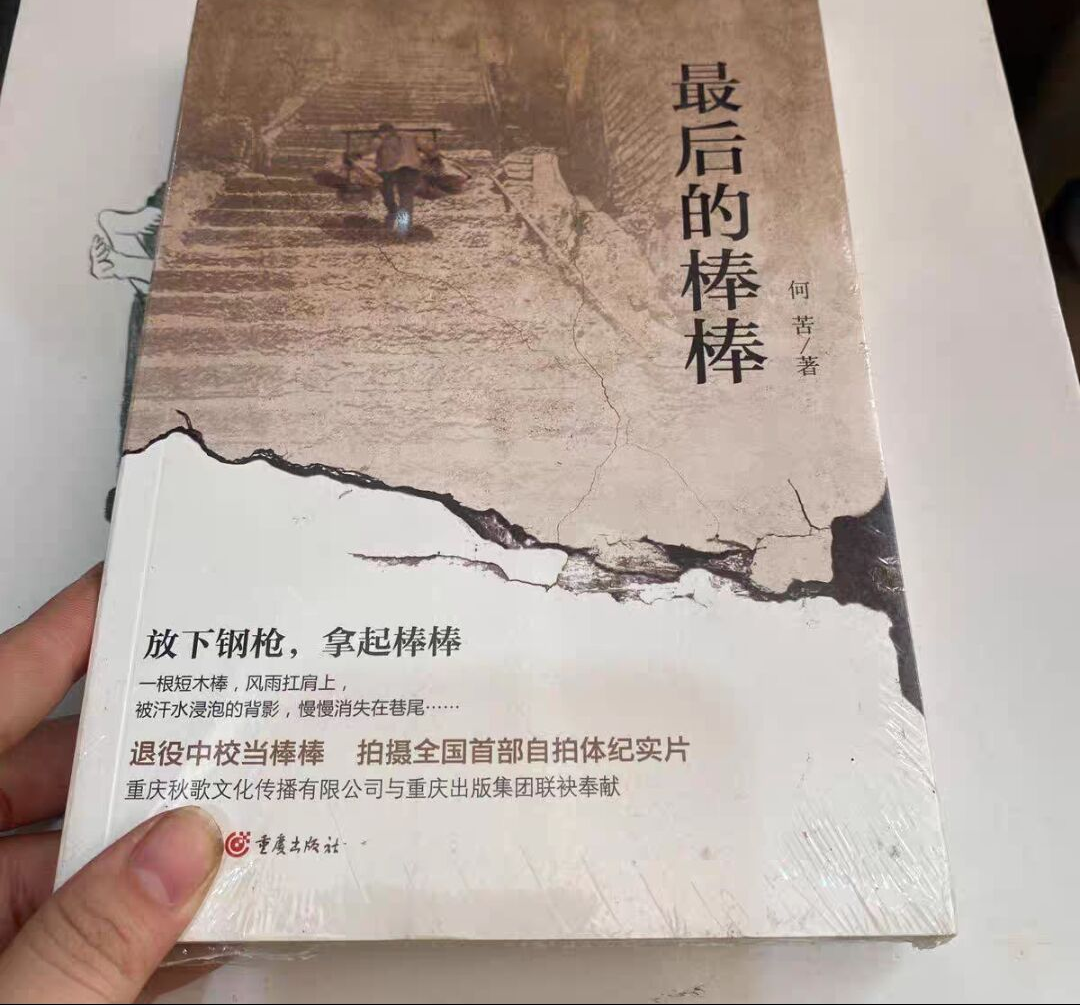 最后的棒棒
何苦/著
放下钢枪，拿起棒棒
一根短木棒，风雨扛肩上，
被汗水浸泡的背影，慢慢消失在巷尾……
退役中校当棒棒 拍摄全国首部自拍体纪实片
重庆秋歌文化传播有限公司与重庆出版集团联袂奉献
重庆出版社